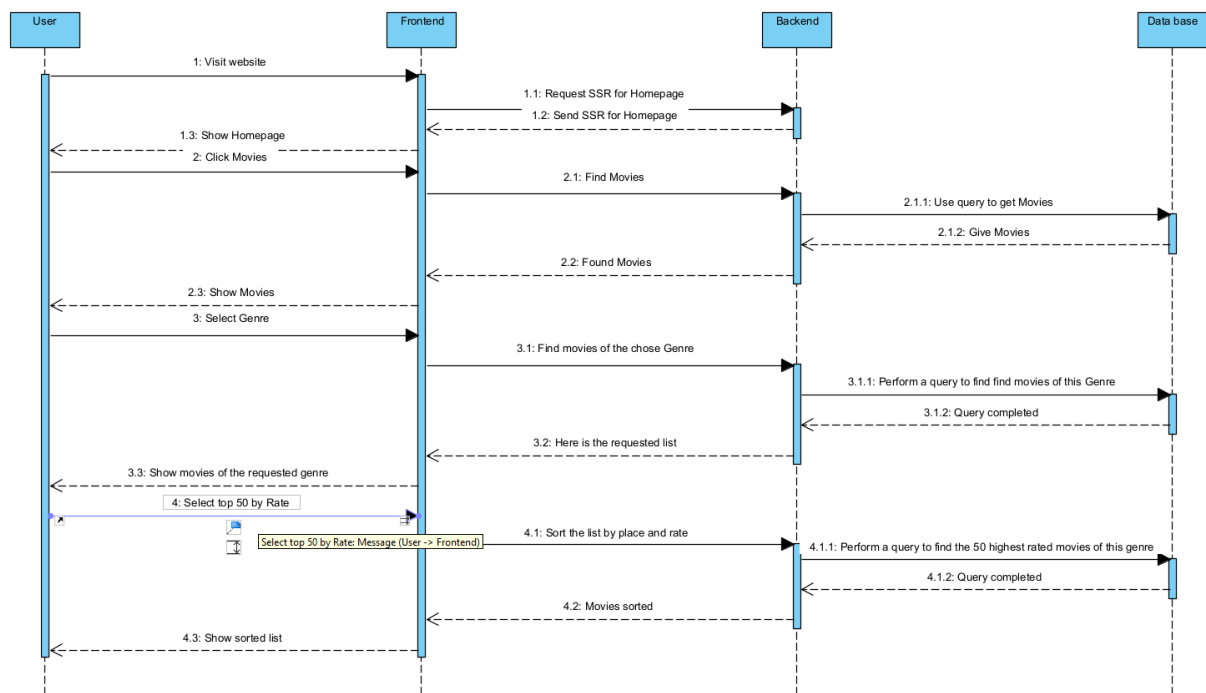 User
Frontend
Backend
Data base
1: Visit website
1.1: Request SSR for Homepage
1.2: Send SSR for Homepage
1.3: Show Homepage
2: Click Movies
2.1: Find Movies
2.1.1: Use query to get Movies
2.1.2: Give Movies
2.2: Found Movies
2.3: Show Movies
3: Select Genre
3.1: Find movies of the chose Genre
3.1.1: Perform a query to find find movies of this Genre
3.1.2: Query completed
3.2: Here is the requested list
3.3: Show movies of the requested genre
4: Select top 50 by Rate
Select top 50 by Rate: Message (User -> Frontend)
4.1: Sort the list by place and rate
4.1.1: Perform a query to find the 50 highest rated movies of this genre
4.1.2: Query completed
4.2: Movies sorted
4.3: Show sorted list